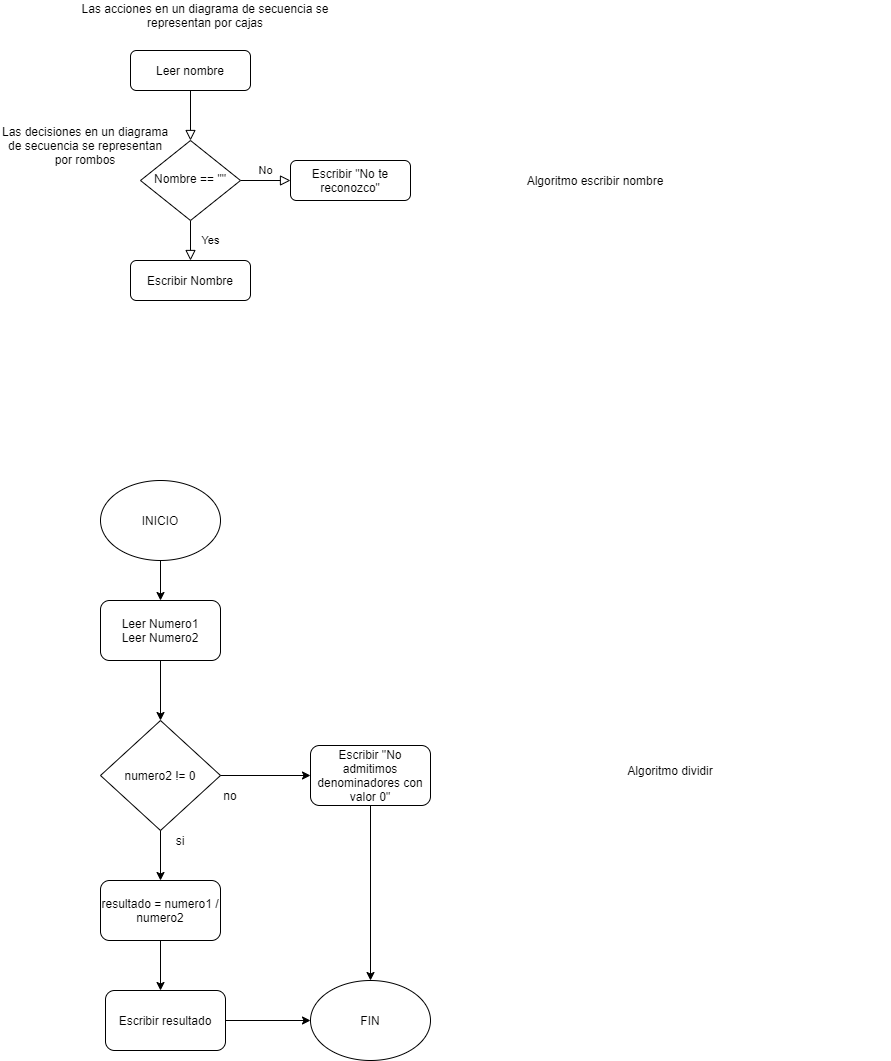 Las acciones en un diagrama de secuencia se
representan por cajas
Leer nombre
Las decisiones en un diagrama
de secuencia se representan
por rombos
Nombre == ""
No
Escribir "No te
reconozco"
Algoritmo escribir nombre
Yes
Escribir Nombre
INICIO
Leer Numero1
Leer Numero2
numero2 != 0
no
Escribir "No
admitimos
denominadores con
valor 0"
Algoritmo dividir
si
resultado = numero1 /
numero2
Escribir resultado
FIN